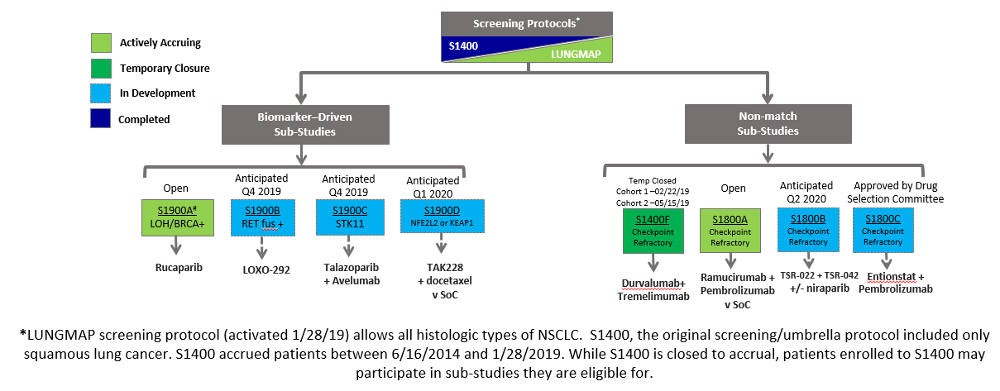 Screening Protocols*
S1400
LUNGMAP
Actively Accruing
Temporary Closure
In Development
Completed
Biomarker–Driven
Sub-Studies
Non-match
Sub-Studies
Open
S1900A#
LOH/BRCA+
Rucaparib
Anticipated
Q4 2019
S1900B
RET fus +
LOXO-292
Anticipated
Q4 2019
S1900C
STK11
Talazoparib
+ Avelumab
Anticipated
Q1 2020
S1900D
NFE2L2 or KEAP1
TAK228
+ docetaxel
v SoC
Temp Closed
Cohort 1 –02/22/19
Cohort 2 –05/15/19
S1400F
Checkpoint
Refractory
Durvalumab+
Tremelimumab
Open
S1800A
Checkpoint
Refractory
Ramucirumab +
Pembrolizumab
v SoC
Anticipated
Q2 2020
S1800B
Checkpoint
Refractory
TSR-022 + TSR-042
+/- niraparib
Approved by Drug
Selection Committee
S1800C
Checkpoint
Refractory
Entionstat +
Pembrolizumab
*LUNGMAP screening protocol (activated 1/28/19) allows all histologic types of NSCLC. S1400, the original screening/umbrella protocol included only
squamous lung cancer. S1400 accrued patients between 6/16/2014 and 1/28/2019. While S1400 is closed to accrual, patients enrolled to S1400 may
participate in sub-studies they are eligible for.